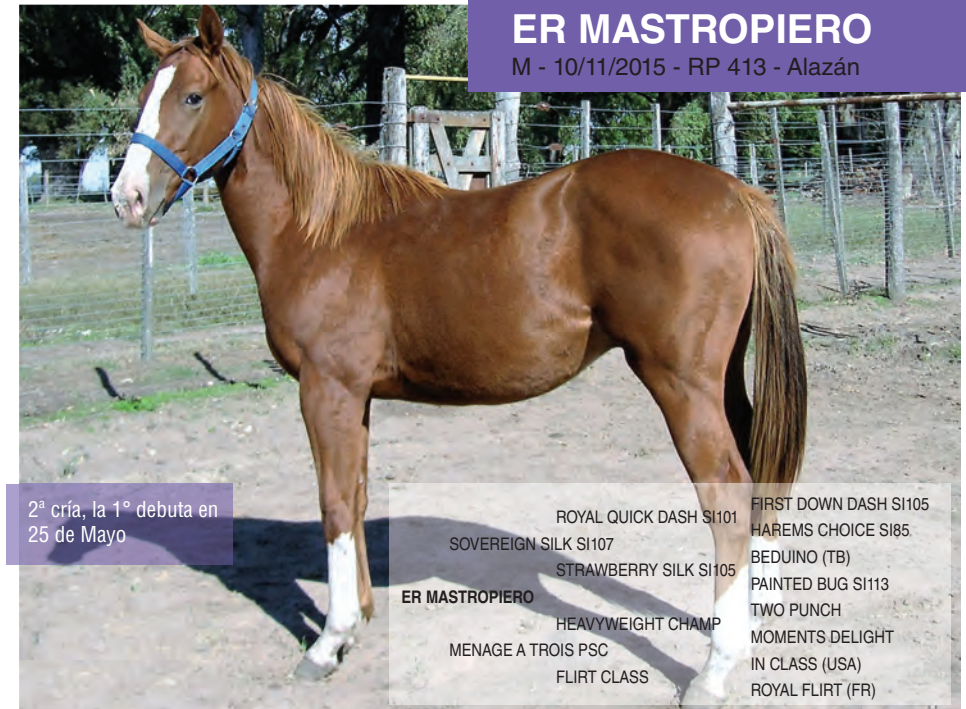 ER MASTROPIERO
M - 10/11/2015 - RP 413 - Alazán
2ª cría, la 1° debuta en
25 de Mayo
FIRST DOWN DASH SI105
ROYAL QUICK DASH SI101
HAREMS CHOICE SI85
SOVEREIGN SILK SI107
BEDUINO (TB)
STRAWBERRY SILK SI105
PAINTED BUG SI113
ER MASTROPIERO
TWO PUNCH
HEAVYWEIGHT CHAMP
MOMENTS DELIGHT
MENAGE A TROIS PSC
IN CLASS (USA)
FLIRT CLASS
ROYAL FLIRT (FR)